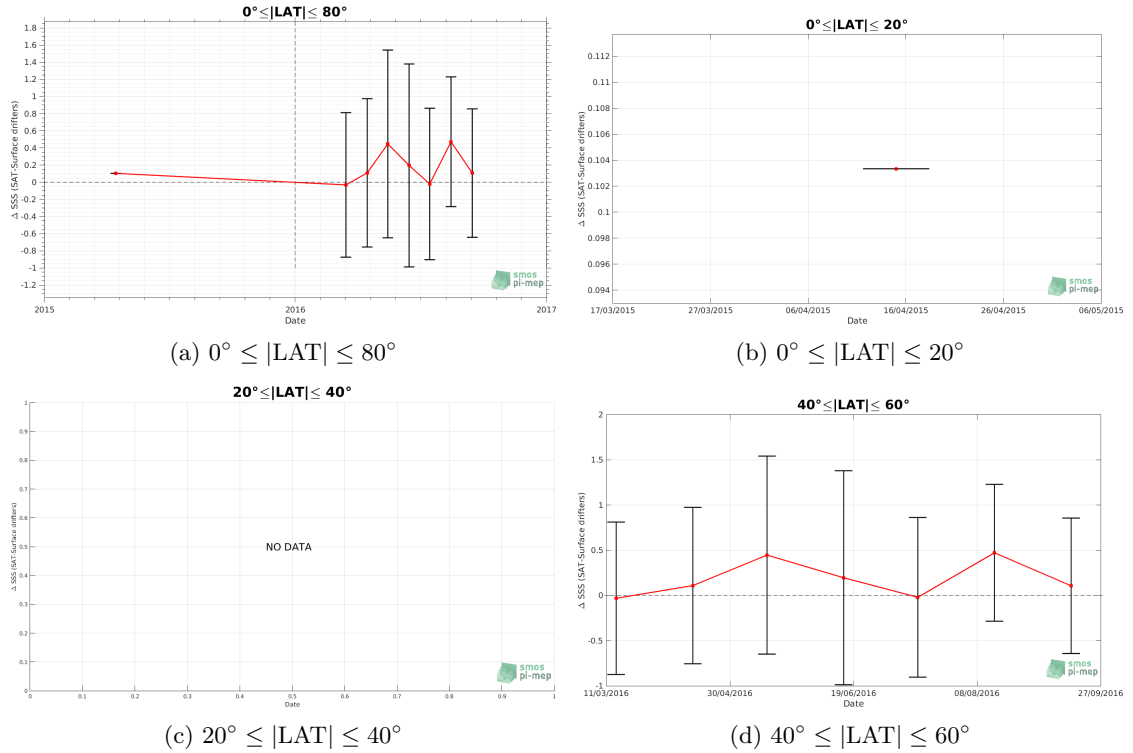 0°≤|LAT|≤ 80°
Δ SSS (SAT-Surface drifters)
1.8
1.6
1.4
1.2
1
0.8
0.6
0.4
0.2
0
-0.2
-0.4
-0.6
-0.8
-1
-1.2
2015
2016
2017
Date
smos
pi-mep
(a) 0° ≤ |LAT| ≤ 80°
0°≤|LAT|≤ 20°
Δ SSS (SAT-Surface drifters)
0.112
0.11
0.108
0.106
0.104
0.102
0.1
0.098
0.096
0.094
17/03/2015
27/03/2015
06/04/2015
16/04/2015
26/04/2015
06/05/2015
Date
smos
pi-mep
(b) 0° ≤ |LAT| ≤ 20°
20°≤|LAT|≤ 40°
Δ SSS (SAT-Surface drifters)
1
0.9
0.8
0.7
0.6
0.5
0.4
0.3
0.2
0.1
0
NO DATA
0
0.1
0.2
0.3
0.4
0.5
0.6
0.7
0.8
0.9
1
Date
smos
pi-mep
(c) 20° ≤ |LAT| ≤ 40°
40°≤|LAT|≤ 60°
Δ SSS (SAT-Surface drifters)
2
1.5
1
0.5
0
-0.5
-1
11/03/2016
30/04/2016
19/06/2016
08/08/2016
27/09/2016
Date
smos
pi-mep
(d) 40° ≤ |LAT| ≤ 60°